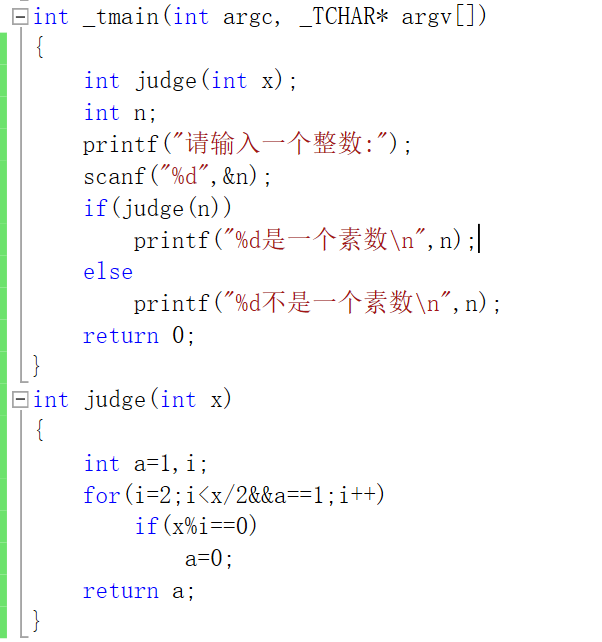 int _tmain(int argc, _TCHAR* argv[])
{
    int judge(int x);
    int n;
    printf("请输入一个整数:");
    scanf("%d",&n);
    if(judge(n))
        printf("%d是一个素数\n",n);
    else
        printf("%d不是一个素数\n",n);
    return 0;
}
int judge(int x)
{
    int a=1,i;
    for(i=2;i<x/2&&a==1;i++)
        if(x%i==0)
            a=0;
    return a;
}